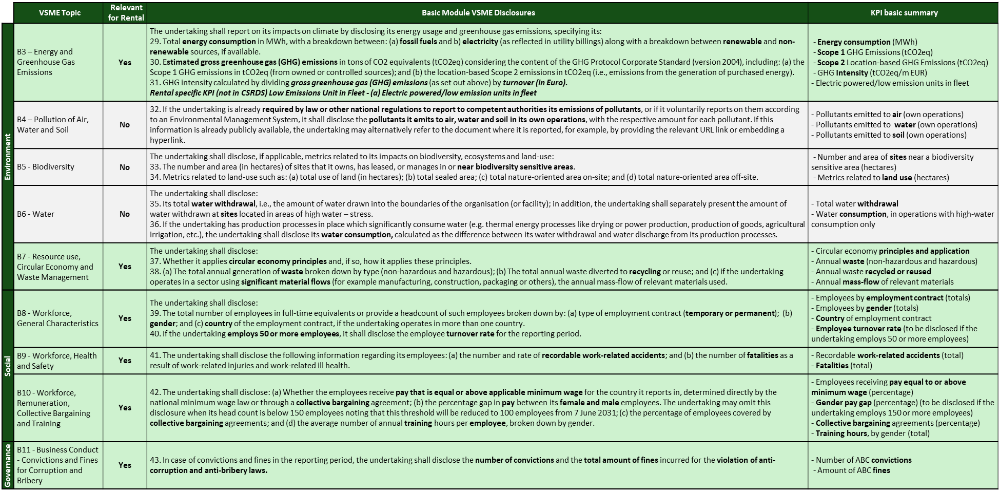 VSME Topic
Relevant
for Rental
Basic Module VSME Disclosures
KPI basic summary
Environment
B3 – Energy and
Greenhouse Gas
Emissions
Yes
The undertaking shall report on its impacts on climate by disclosing its energy usage and greenhouse gas emissions, specifying its:
29. Total energy consumption in MWh, with a breakdown between: (a) fossil fuels and b) electricity (as reflected in utility billings) along with a breakdown between renewable and non-
renewable sources, if available.
30. Estimated gross greenhouse gas (GHG) emissions in tons of CO2 equivalents (tCO2eq) considering the content of the GHG Protocol Corporate Standard (version 2004), including: (a) the
Scope 1 GHG emissions in tCO2eq (from owned or controlled sources); and (b) the location-based Scope 2 emissions in tCO2eq (i.e., emissions from the generation of purchased energy).
31. GHG intensity calculated by dividing gross greenhouse gas (GHG) emissions (as set out above) by turnover (in Euro).
Rental specific KPI (not in CSRDS) Low Emissions Unit in Fleet - (a) Electric powered/low emission units in fleet
- Energy consumption (MWh)
- Scope 1 GHG Emissions (tCO2eq)
- Scope 2 Location-based GHG Emissions (tCO2eq)
- GHG Intensity (tCO2eq/m EUR)
- Electric powered/low emission units in fleet
B4 – Pollution of Air,
Water and Soil
No
32. If the undertaking is already required by law or other national regulations to report to competent authorities its emissions of pollutants, or if it voluntarily reports on them according
to an Environmental Management System, it shall disclose the pollutants it emits to air, water and soil in its own operations, with the respective amount for each pollutant. If this
information is already publicly available, the undertaking may alternatively refer to the document where it is reported, for example, by providing the relevant URL link or embedding a
hyperlink.
- Pollutants emitted to air (own operations)
- Pollutants emitted to water (own operations)
- Pollutants emitted to soil (own operations)
B5 - Biodiversity
No
The undertaking shall disclose, if applicable, metrics related to its impacts on biodiversity, ecosystems and land-use:
33. The number and area (in hectares) of sites that it owns, has leased, or manages in or near biodiversity sensitive areas.
34. Metrics related to land-use such as: (a) total use of land (in hectares); (b) total sealed area; (c) total nature-oriented area on-site; and (d) total nature-oriented area off-site.
- Number and area of sites near a biodiversity
sensitive area (hectares)
- Metrics related to land use (hectares)
B6 - Water
No
The undertaking shall disclose:
35. Its total water withdrawal, i.e., the amount of water drawn into the boundaries of the organisation (or facility); in addition, the undertaking shall separately present the amount of
water withdrawn at sites located in areas of high water – stress.
36. If the undertaking has production processes in place which significantly consume water (e.g. thermal energy processes like drying or power production, production of goods, agricultural
irrigation, etc.), the undertaking shall disclose its water consumption, calculated as the difference between its water withdrawal and water discharge from its production processes.
- Total water withdrawal
- Water consumption, in operations with high-water
consumption only
B7 - Resource use,
Circular Economy and
Waste Management
Yes
The undertaking shall disclose:
37. Whether it applies circular economy principles and, if so, how it applies these principles.
38. (a) The total annual generation of waste broken down by type (non-hazardous and hazardous); (b) The total annual waste diverted to recycling or reuse; and (c) if the undertaking
operates in a sector using significant material flows (for example manufacturing, construction, packaging or others), the annual mass-flow of relevant materials used.
- Circular economy principles and application
- Annual waste (non-hazardous and hazardous)
- Annual waste recycled or reused
- Annual mass-flow of relevant materials
Social
B8 - Workforce,
General Characteristics
Yes
The undertaking shall disclose:
39. The total number of employees in full-time equivalents or provide a headcount of such employees broken down by: (a) type of employment contract (temporary or permanent); (b)
gender; and (c) country of the employment contract, if the undertaking operates in more than one country.
40. If the undertaking employs 50 or more employees, it shall disclose the employee turnover rate for the reporting period.
- Employees by employment contract (totals)
- Employees by gender (totals)
- Country of employment contract
- Employee turnover rate (to be disclosed if the
undertaking employs 50 or more employees)
B9 - Workforce, Health
and Safety
Yes
41. The undertaking shall disclose the following information regarding its employees: (a) the number and rate of recordable work-related accidents; and (b) the number of fatalities as a
result of work-related injuries and work-related ill health.
- Recordable work-related accidents (total)
- Fatalities (total)
B10 - Workforce,
Remuneration,
Collective Bargaining
and Training
Yes
42. The undertaking shall disclose: (a) Whether the employees receive pay that is equal or above applicable minimum wage for the country it reports in, determined directly by the
national minimum wage law or through a collective bargaining agreement; (b) the percentage gap in pay between its female and male employees. The undertaking may omit this
disclosure when its head count is below 150 employees noting that this threshold will be reduced to 100 employees from 7 June 2031; (c) the percentage of employees covered by
collective bargaining agreements; and (d) the average number of annual training hours per employee, broken down by gender.
- Employees receiving pay equal to or above
minimum wage (percentage)
- Gender pay gap (percentage) (to be disclosed if the
undertaking employs 150 or more employees)
- Collective bargaining agreements (percentage)
- Training hours, by gender (total)
Governance
B11 - Business Conduct
- Convictions and Fines
for Corruption and
Bribery
Yes
43. In case of convictions and fines in the reporting period, the undertaking shall disclose the number of convictions and the total amount of fines incurred for the violation of anti-
corruption and anti-bribery laws.
- Number of ABC convictions
- Amount of ABC fines